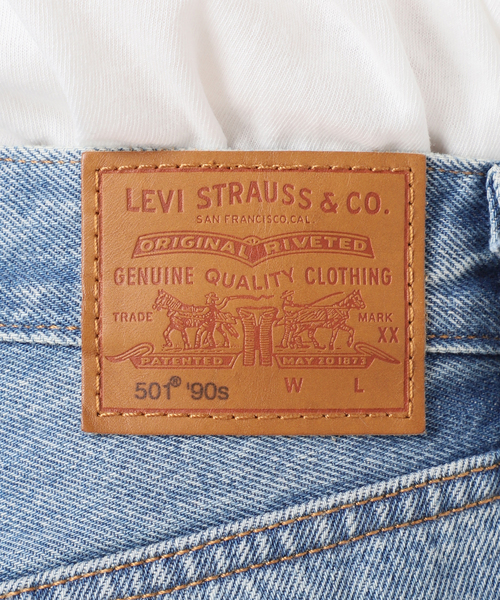 LEVI STRAUSS & CO.
SAN FRANCISCO, CAL.
ORIGINAL RIVETED
GENUINE QUALITY CLOTHING
TRADE MARK
XX
PATENTED MAY 20 1873
501® '90s W L